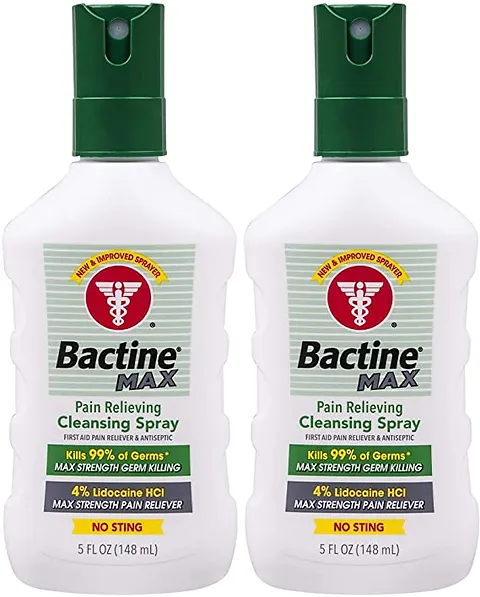 NEW & IMPROVED SPRAYER
Bactine®
MAX
Pain Relieving
Cleansing Spray
FIRST AID PAIN RELIEVER & ANTISEPTIC
Kills 99% of Germs*
MAX STRENGTH GERM KILLING
4% Lidocaine HCl
MAX STRENGTH PAIN RELIEVER
NO STING
5 FL OZ (148 mL)
NEW & IMPROVED SPRAYER
Bactine®
MAX
Pain Relieving
Cleansing Spray
FIRST AID PAIN RELIEVER & ANTISEPTIC
Kills 99% of Germs*
MAX STRENGTH GERM KILLING
4% Lidocaine HCl
MAX STRENGTH PAIN RELIEVER
NO STING
5 FL OZ (148 mL)